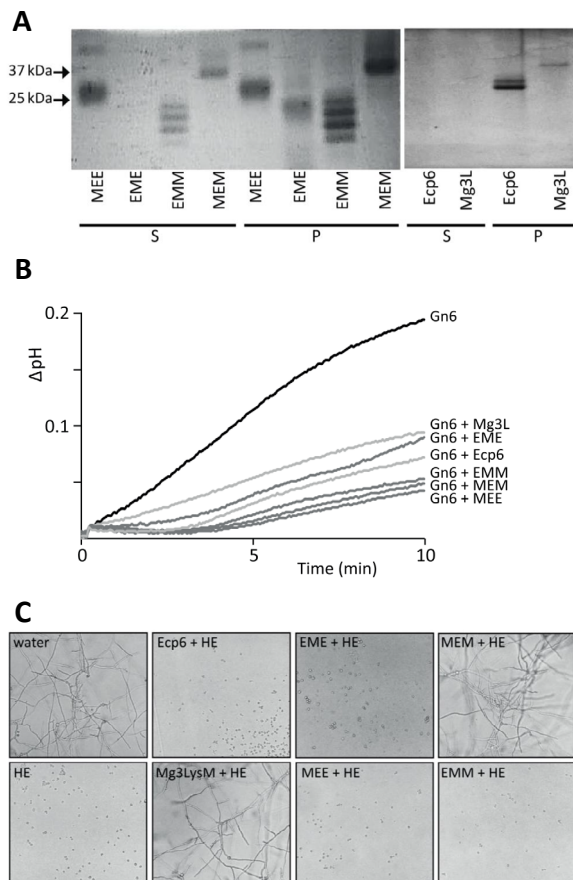 A
37 kDa
25 kDa
MEE EME EMM MEM MEE EME EMM MEM Ecp6 Mg3L Ecp6 Mg3L
S P S P
B
0.2
Gn6
ΔpH
0.1
Gn6 + Mg3L
Gn6 + EME
Gn6 + Ecp6
Gn6 + EMM
Gn6 + MEM
Gn6 + MEE
0 5 10
Time (min)
C
water Ecp6 + HE EME + HE MEM + HE
HE Mg3LysM + HE MEE + HE EMM + HE